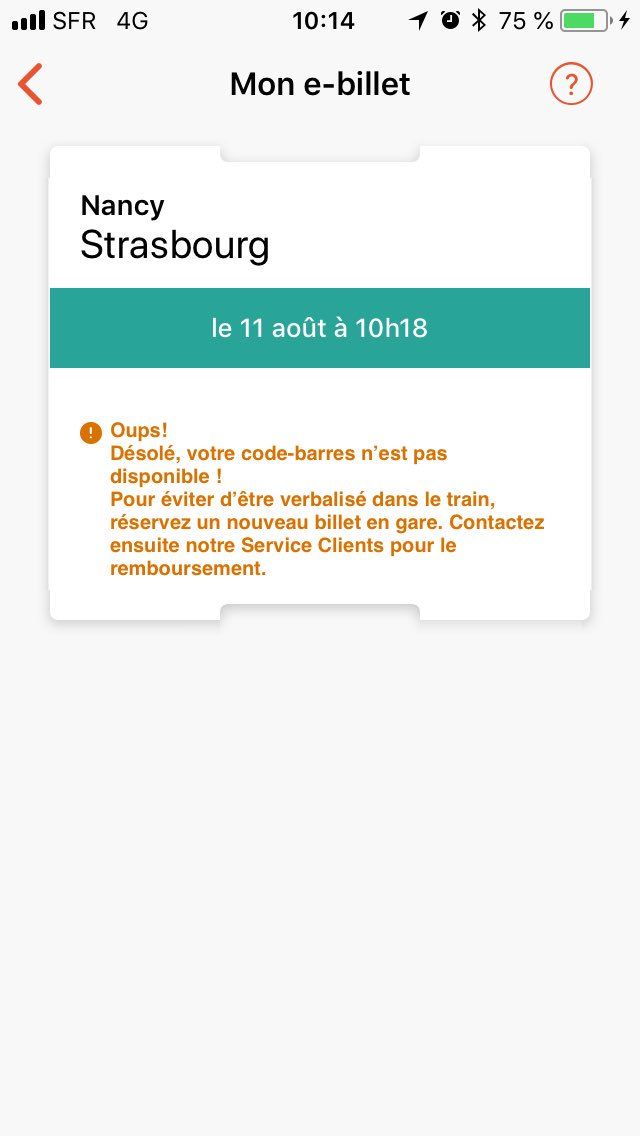 SFR 4G 10:14 75 %
Mon e-billet ?
Nancy
Strasbourg
le 11 août à 10h18
Oups!
Désolé, votre code-barres n’est pas
disponible !
Pour éviter d’être verbalisé dans le train,
réservez un nouveau billet en gare. Contactez
ensuite notre Service Clients pour le
remboursement.